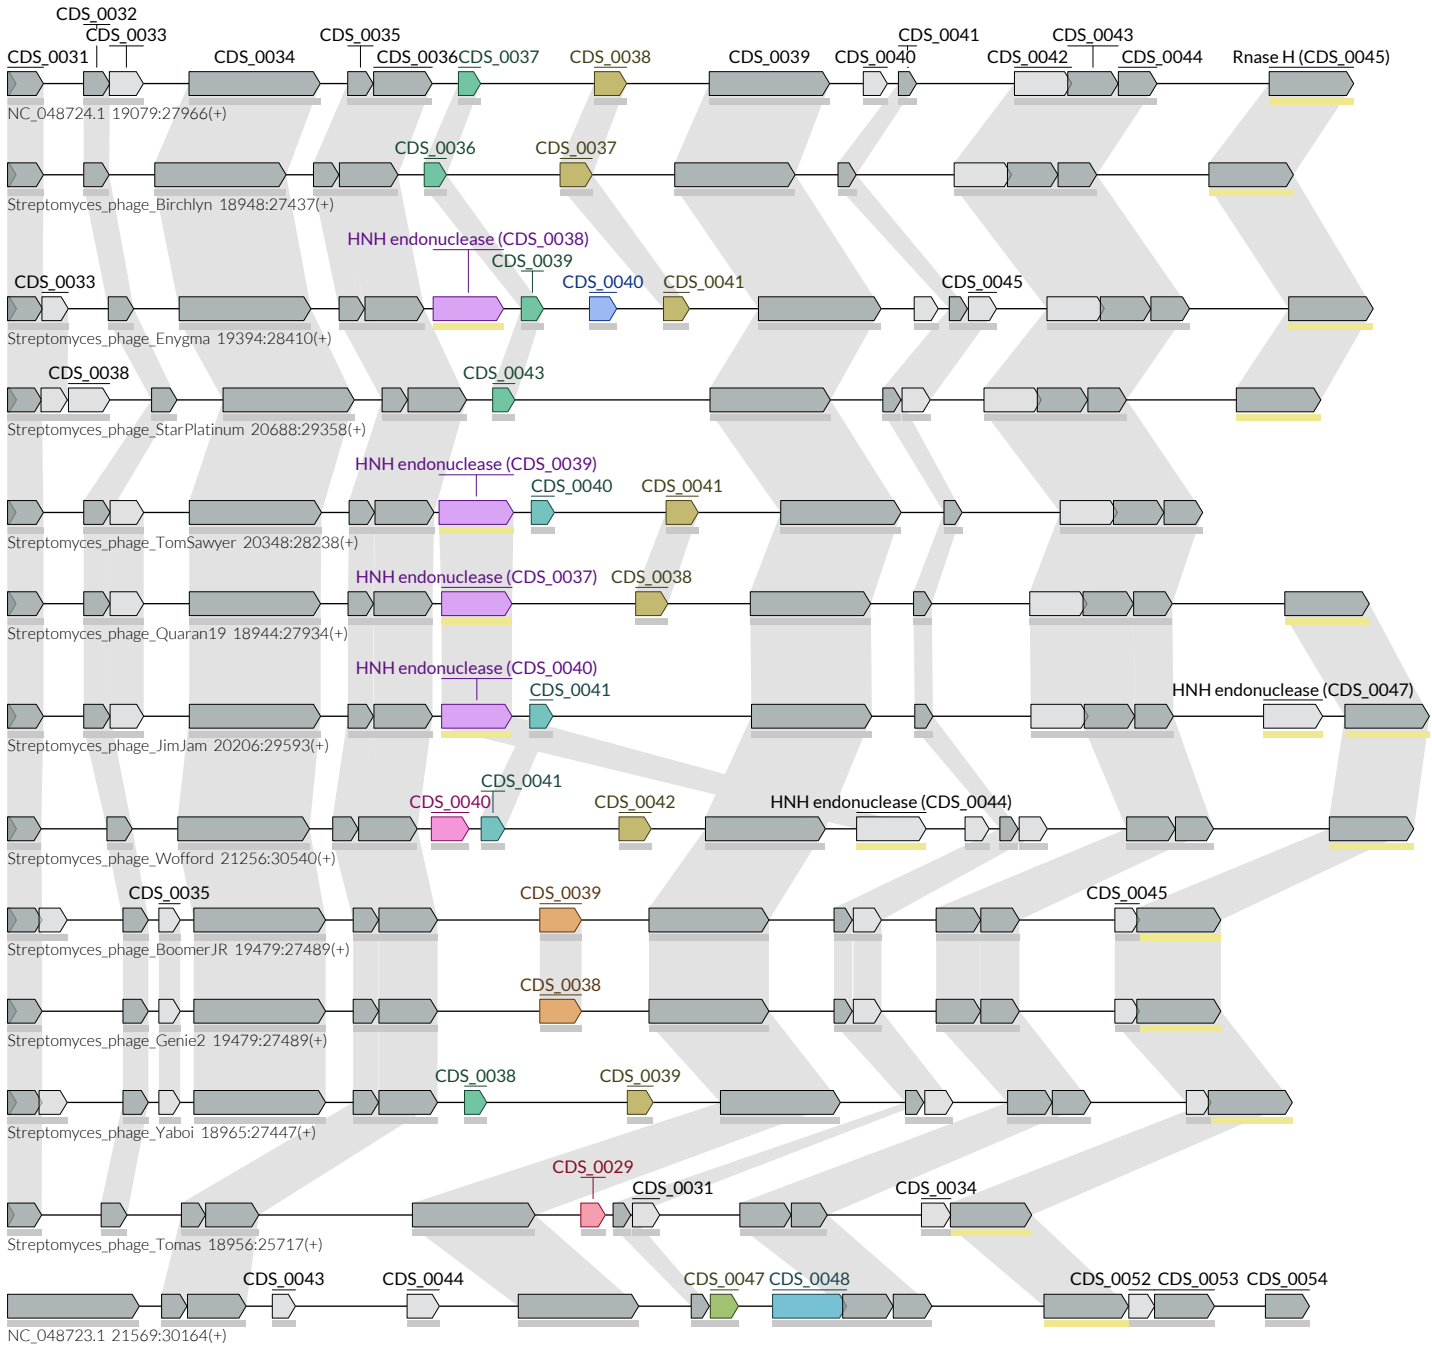 CDS_0032
CDS_0033 CDS_0035 CDS_0041 CDS_0043
CDS_0031 CDS_0034 CDS_0036 CDS_0037 CDS_0038 CDS_0039 CDS_0040 CDS_0042 CDS_0044 Rnase H (CDS_0045)
NC_048724.1 19079:27966(+)
CDS_0036 CDS_0037
Streptomyces_phage_Birchlyn 18948:27437(+)
HNH endonuclease (CDS_0038)
CDS_0039
CDS_0033 CDS_0040 CDS_0041 CDS_0045
Streptomyces_phage_Enygma 19394:28410(+)
CDS_0038 CDS_0043
Streptomyces_phage_StarPlatinum 20688:29358(+)
HNH endonuclease (CDS_0039)
CDS_0040 CDS_0041
Streptomyces_phage_TomSawyer 20348:28238(+)
HNH endonuclease (CDS_0037) CDS_0038
Streptomyces_phage_Quaran19 18944:27934(+)
HNH endonuclease (CDS_0040)
CDS_0041 HNH endonuclease (CDS_0047)
Streptomyces_phage_JimJam 20206:29593(+)
CDS_0041
CDS_0040 CDS_0042 HNH endonuclease (CDS_0044)
Streptomyces_phage_Wofford 21256:30540(+)
CDS_0035 CDS_0039 CDS_0045
Streptomyces_phage_BoomerJR 19479:27489(+)
CDS_0038
Streptomyces_phage_Genie2 19479:27489(+)
CDS_0038 CDS_0039
Streptomyces_phage_Yaboi 18965:27447(+)
CDS_0029
CDS_0031 CDS_0034
Streptomyces_phage_Tomas 18956:25717(+)
CDS_0043 CDS_0044 CDS_0047 CDS_0048 CDS_0052 CDS_0053 CDS_0054
NC_048723.1 21569:30164(+)